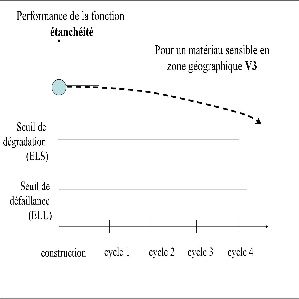 Performance de la fonction
étanchéité
Pour un matériau sensible en
zone géographique V3
Seuil de
dégradation
(ELS)
Seuil de
défaillance
(ELU)
construction cycle 1 cycle 2 cycle 3 cycle 4